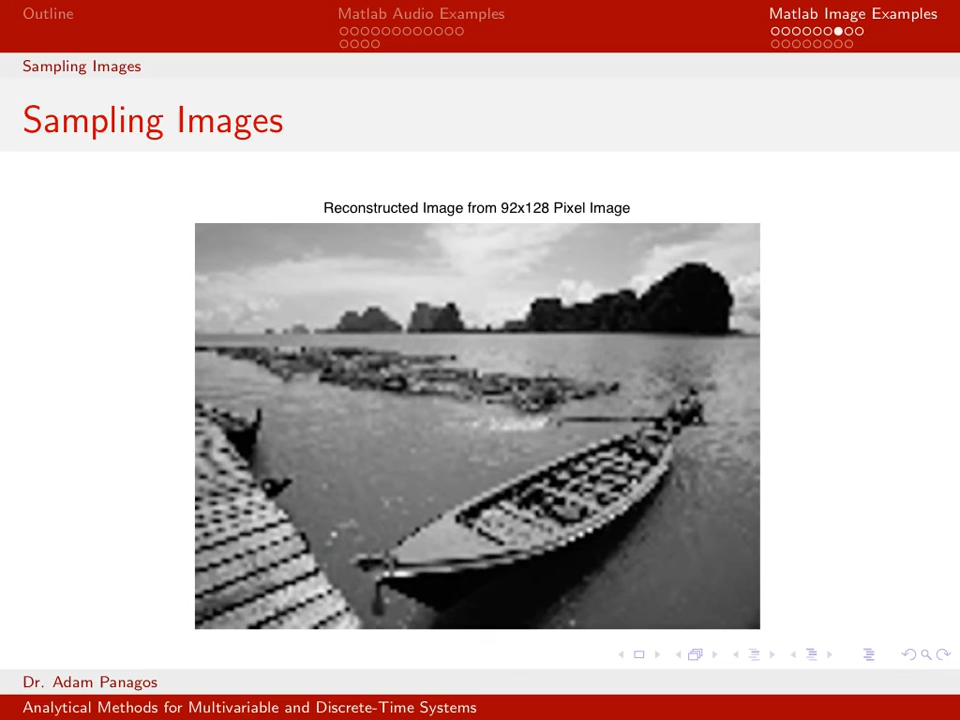 Outline
Matlab Audio Examples
Matlab Image Examples
Sampling Images
Sampling Images
Reconstructed Image from 92x128 Pixel Image
Dr. Adam Panagos
Analytical Methods for Multivariable and Discrete-Time Systems